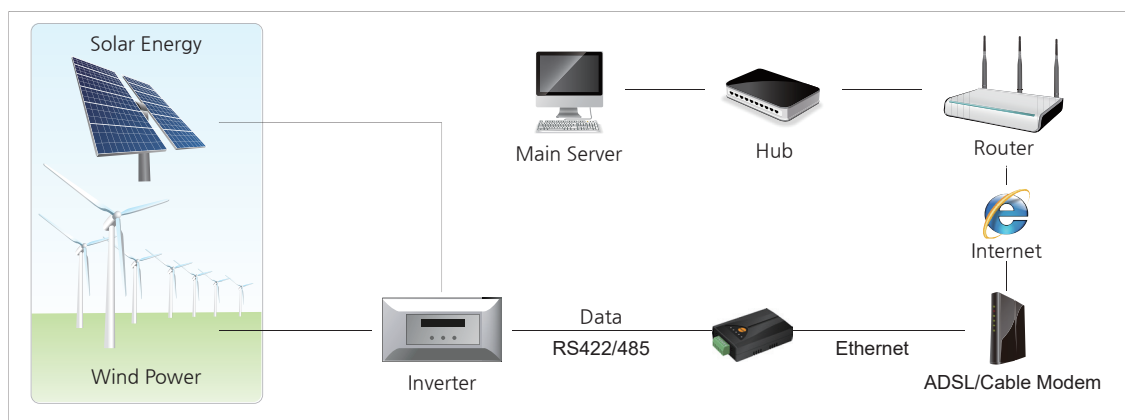 Solar Energy
Main Server
Hub
Router
Internet
Data
RS422/485
Ethernet
Wind Power
Inverter
ADSL/Cable Modem